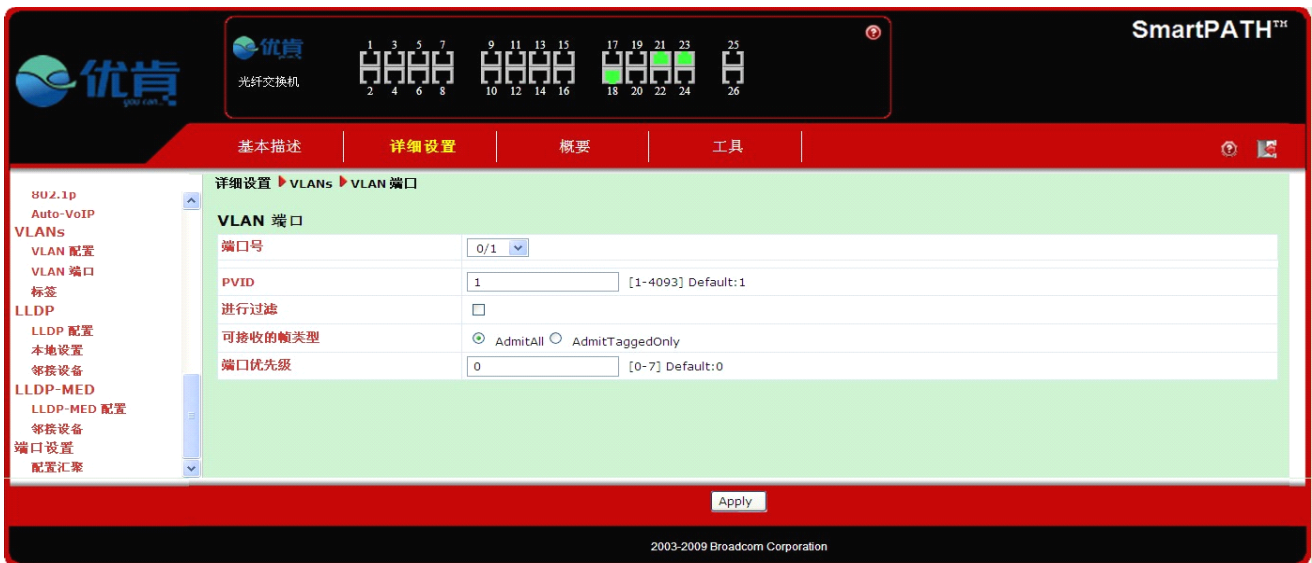 SmartPATH™
优肯
you can.
优肯
光纤交换机
1 3 5 7 9 11 13 15 17 19 21 23 25
2 4 6 8 10 12 14 16 18 20 22 24 26
基本描述 详细设置 概要 工具
802.1p
Auto-VoIP
VLANs
VLAN 配置
VLAN 端口
标签
LLDP
LLDP 配置
本地设置
邻接设备
LLDP-MED
LLDP-MED 配置
邻接设备
端口设置
配置汇聚
详细设置 VLANs VLAN 端口
VLAN 端口
端口号 0/1
PVID 1 [1-4093] Default:1
进行过滤
可接收的帧类型 AdmitAll AdmitTaggedOnly
端口优先级 0 [0-7] Default:0
Apply
2003-2009 Broadcom Corporation